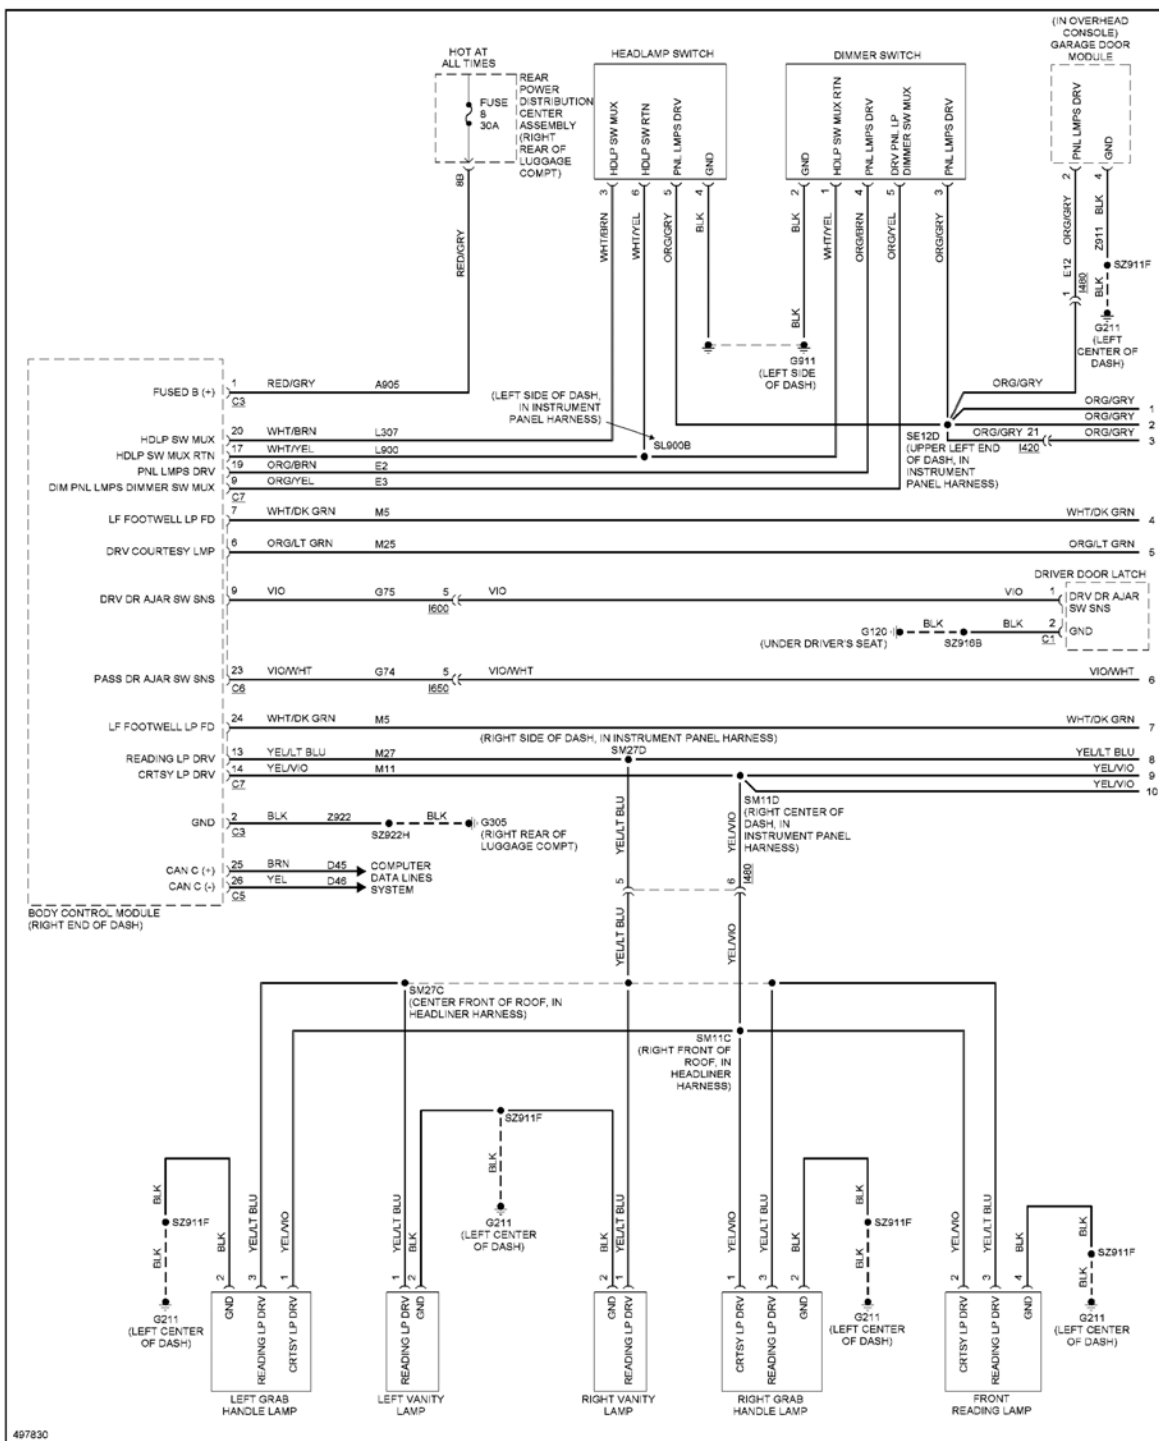 HOT AT
ALL TIMES
FUSE
8
30A
REAR
POWER
DISTRIBUTION
CENTER
ASSEMBLY
(RIGHT
REAR OF
LUGGAGE
COMPT)
8B
RED/GRY
HEADLAMP SWITCH
HDLP SW MUX
HDLP SW RTN
PNL LMPS DRV
GND
3
6
5
4
WHT/BRN
WHT/YEL
ORG/GRY
BLK
DIMMER SWITCH
GND
HDLP SW MUX RTN
PNL LMPS DRV
DRV PNL LP
DIMMER SW MUX
PNL LMPS DRV
2
1
4
5
3
BLK
WHT/YEL
ORG/BRN
ORG/YEL
ORG/GRY
BLK
G911
(LEFT SIDE
OF DASH)
(IN OVERHEAD
CONSOLE)
GARAGE DOOR
MODULE
PNL LMPS DRV
GND
2
4
ORG/GRY
BLK
E12
Z911
SZ911F
1
I480
BLK
G211
(LEFT
CENTER OF
DASH)
ORG/GRY
ORG/GRY 1
ORG/GRY 2
ORG/GRY 21
I420
ORG/GRY 3
SE12D
(UPPER LEFT END
OF DASH, IN
INSTRUMENT
PANEL HARNESS)
(LEFT SIDE OF DASH,
IN INSTRUMENT
PANEL HARNESS)
SL900B
FUSED B (+) 1 RED/GRY A905
C3
HDLP SW MUX 20 WHT/BRN L307
HDLP SW MUX RTN 17 WHT/YEL L900
PNL LMPS DRV 19 ORG/BRN E2
DIM PNL LMPS DIMMER SW MUX 9 ORG/YEL E3
C7
LF FOOTWELL LP FD 7 WHT/DK GRN M5 WHT/DK GRN 4
DRV COURTESY LMP 6 ORG/LT GRN M25 ORG/LT GRN 5
DRIVER DOOR LATCH
DRV DR AJAR SW SNS 9 VIO G75 5 VIO VIO 1 DRV DR AJAR
SW SNS
I600
G120 BLK BLK 2 GND
(UNDER DRIVER'S SEAT) SZ916B C1
PASS DR AJAR SW SNS 23 VIO/WHT G74 5 VIO/WHT VIO/WHT 6
C6 I650
LF FOOTWELL LP FD 24 WHT/DK GRN M5 WHT/DK GRN 7
(RIGHT SIDE OF DASH, IN INSTRUMENT PANEL HARNESS)
SM27D
READING LP DRV 13 YEL/LT BLU M27 YEL/LT BLU 8
CRTSY LP DRV 14 YEL/VIO M11 YEL/VIO 9
C7 YEL/VIO 10
SM11D
(RIGHT CENTER OF
DASH, IN
INSTRUMENT PANEL
HARNESS)
GND 2 BLK Z922 BLK G305
C3 SZ922H (RIGHT REAR OF
LUGGAGE COMPT)
CAN C (+) 25 BRN D45 COMPUTER
DATA LINES
SYSTEM
CAN C (-) 26 YEL D46
C5
BODY CONTROL MODULE
(RIGHT END OF DASH)
YEL/LT BLU
YEL/VIO
5
6
I480
YEL/LT BLU
YEL/VIO
SM27C
(CENTER FRONT OF ROOF, IN
HEADLINER HARNESS)
SM11C
(RIGHT FRONT OF
ROOF, IN
HEADLINER
HARNESS)
BLK
SZ911F
BLK
G211
(LEFT CENTER
OF DASH)
BLK
YEL/LT BLU
YEL/VIO
2
3
1
GND
READING LP DRV
CRTSY LP DRV
LEFT GRAB
HANDLE LAMP
YEL/LT BLU
BLK
1
2
READING LP DRV
GND
LEFT VANITY
LAMP
SZ911F
BLK
G211
(LEFT CENTER
OF DASH)
BLK
YEL/LT BLU
2
1
GND
READING LP DRV
RIGHT VANITY
LAMP
YEL/VIO
YEL/LT BLU
BLK
1
3
2
CRTSY LP DRV
READING LP DRV
GND
RIGHT GRAB
HANDLE LAMP
BLK
SZ911F
BLK
G211
(LEFT CENTER
OF DASH)
YEL/VIO
YEL/LT BLU
BLK
2
3
4
CRTSY LP DRV
READING LP DRV
GND
FRONT
READING LAMP
BLK
SZ911F
BLK
G211
(LEFT CENTER
OF DASH)
497830